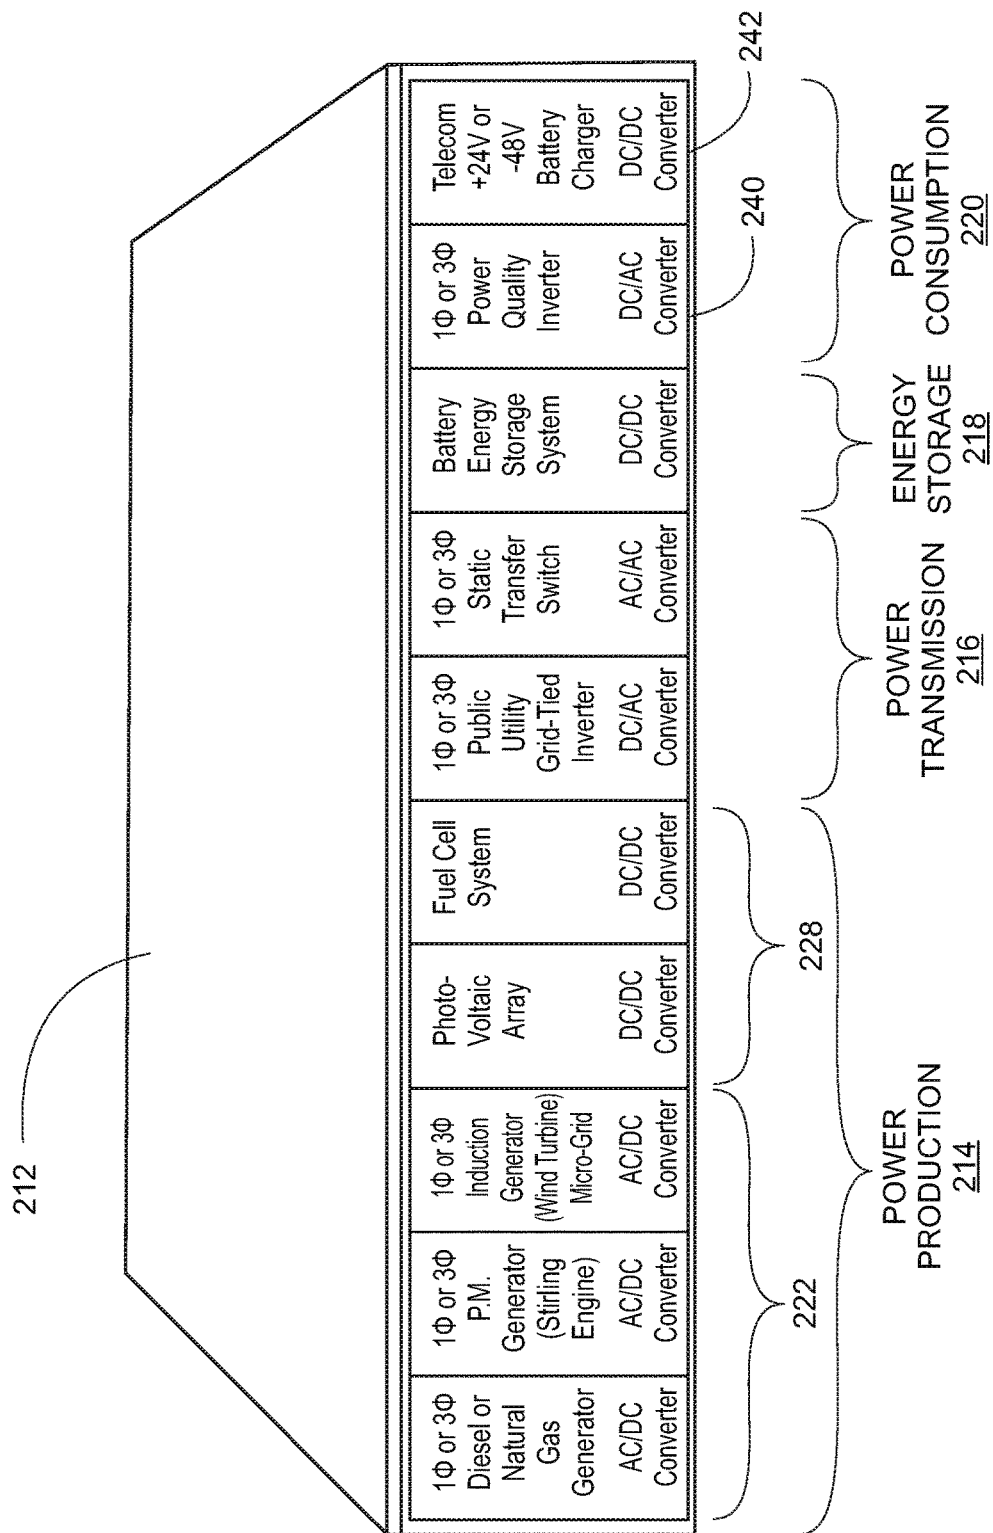 212
1Φ or 3Φ
Diesel or
Natural
Gas
Generator
AC/DC
Converter
1Φ or 3Φ
P.M.
Generator
(Stirling
Engine)
AC/DC
Converter
1Φ or 3Φ
Induction
Generator
(Wind Turbine)
Micro-Grid
AC/DC
Converter
Photo-
Voltaic
Array
DC/DC
Converter
Fuel Cell
System
DC/DC
Converter
1Φ or 3Φ
Public
Utility
Grid-Tied
Inverter
DC/AC
Converter
1Φ or 3Φ
Static
Transfer
Switch
AC/AC
Converter
Battery
Energy
Storage
System
DC/DC
Converter
1Φ or 3Φ
Power
Quality
Inverter
DC/AC
Converter
Telecom
+24V or
-48V
Battery
Charger
DC/DC
Converter
222
228
240
242
POWER
PRODUCTION
214
POWER
TRANSMISSION
216
ENERGY
STORAGE
218
POWER
CONSUMPTION
220